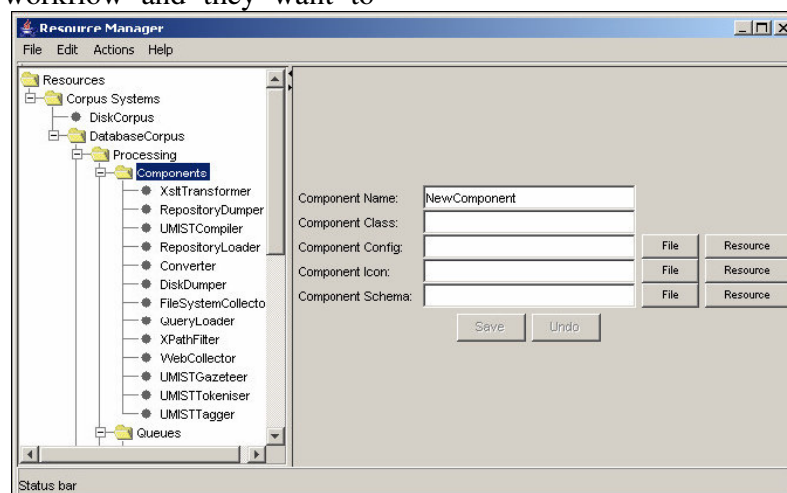 workflow and they want to
Resource Manager
File Edit Actions Help
Resources
Corpus Systems
DiskCorpus
DatabaseCorpus
Processing
Components
XsltTransformer
RepositoryDumper
UMISTCompiler
RepositoryLoader
Converter
DiskDumper
FileSystemCollecto
QueryLoader
XPathFilter
WebCollector
UMISTGazeteer
UMISTTokeniser
UMISTTagger
Queues
Component Name: NewComponent
Component Class:
Component Config: File Resource
Component Icon: File Resource
Component Schema: File Resource
Save Undo
Status bar